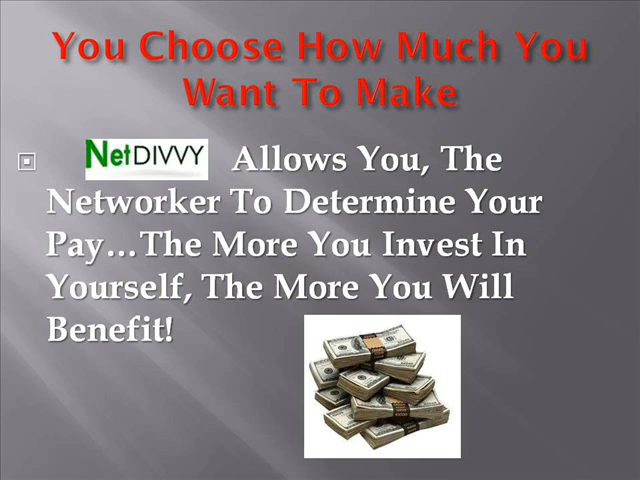 You Choose How Much You
Want To Make
NetDIVVY Allows You, The
Networker To Determine Your
Pay...The More You Invest In
Yourself, The More You Will
Benefit!